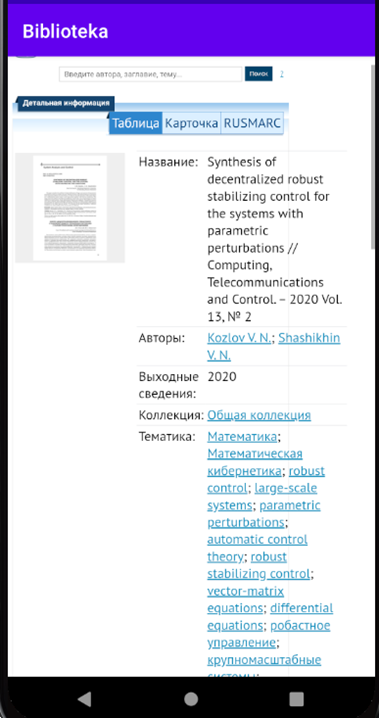 Biblioteka
Введите автора, заглавие, тему...
Поиск
?
Детальная информация
Таблица Карточка RUSMARC
Название: Synthesis of
decentralized robust
stabilizing control for
the systems with
parametric
perturbations //
Computing,
Telecommunications
and Control. – 2020 Vol.
13, № 2
Авторы: Kozlov V. N.; Shashikhin
V. N.
Выходные 2020
сведения:
Коллекция: Общая коллекция
Тематика: Математика;
Математическая
кибернетика; robust
control; large-scale
systems; parametric
perturbations;
automatic control
theory; robust
stabilizing control;
vector-matrix
equations; differential
equations; робастное
управление;
крупномасштабные
системы;